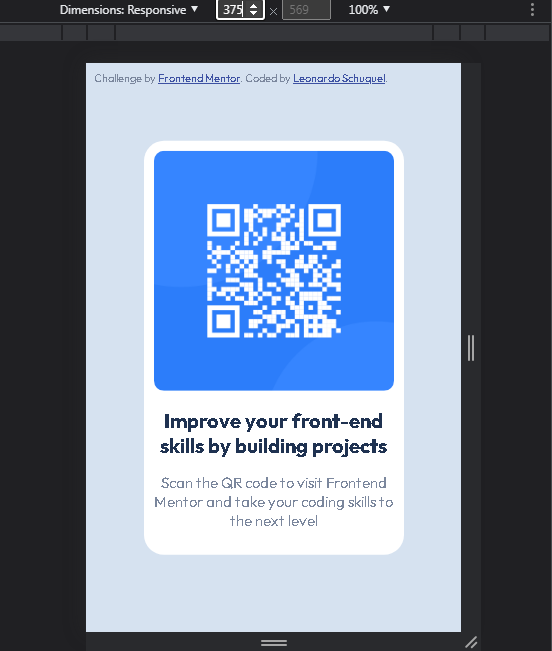 Dimensions: Responsive ▼ 375 × 569 100% ▼
Challenge by Frontend Mentor. Coded by Leonardo Schuquel.
Improve your front-end
skills by building projects
Scan the QR code to visit Frontend
Mentor and take your coding skills to
the next level